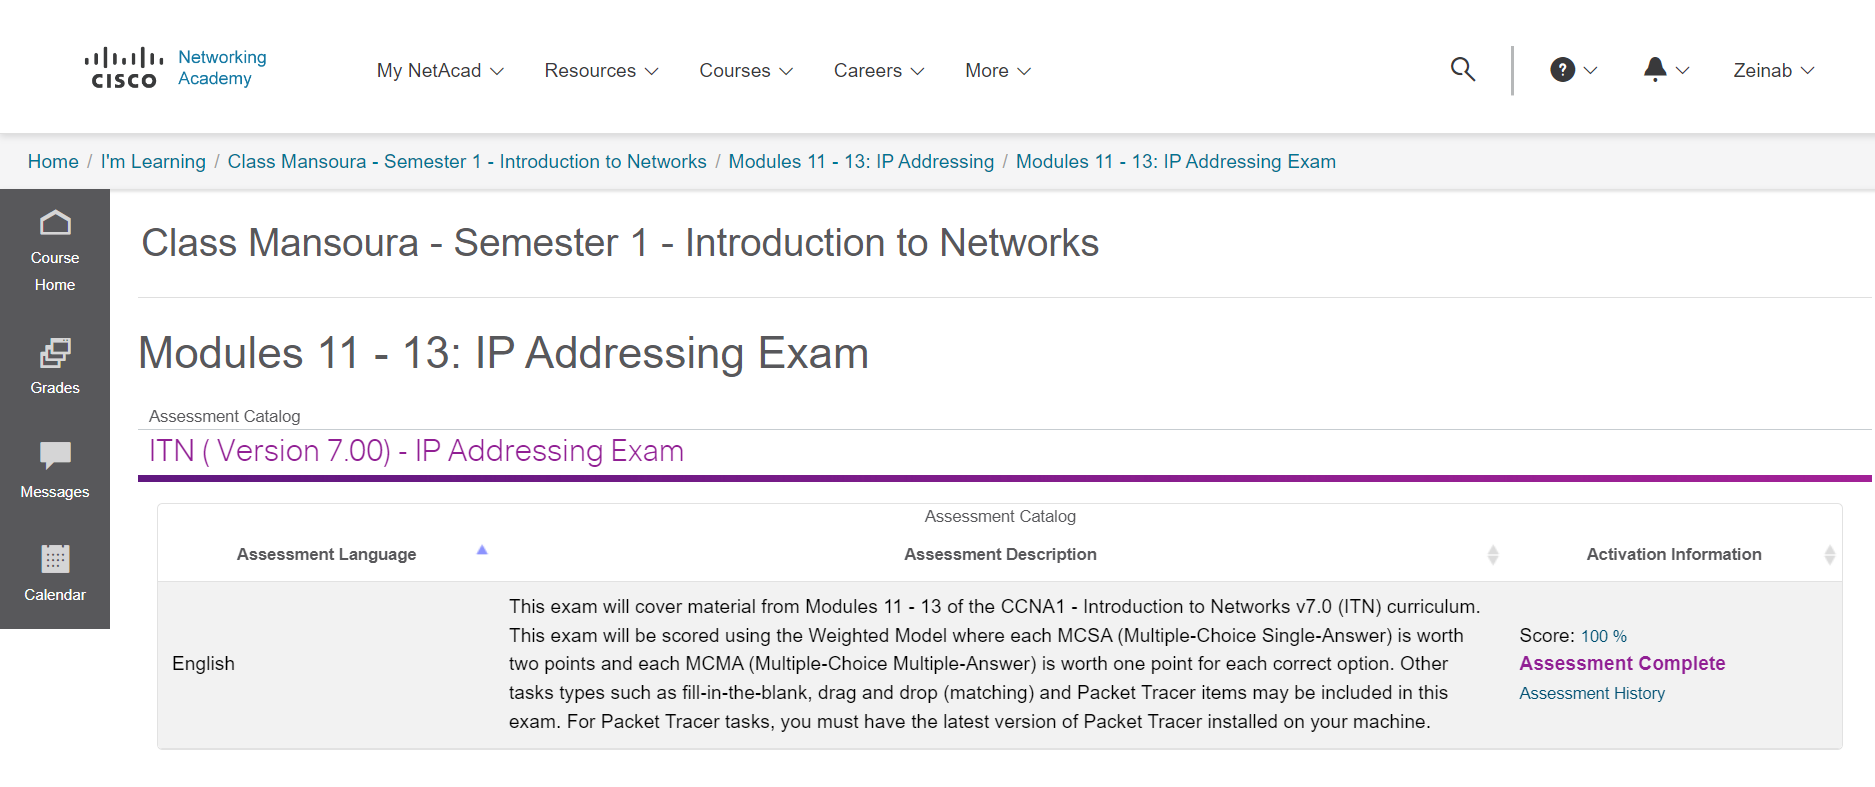 cisco
Networking
Academy
My NetAcad
Resources
Courses
Careers
More
?
Zeinab
Home / I'm Learning / Class Mansoura - Semester 1 - Introduction to Networks / Modules 11 - 13: IP Addressing / Modules 11 - 13: IP Addressing Exam
Course
Home
Grades
Messages
Calendar
Class Mansoura - Semester 1 - Introduction to Networks
Modules 11 - 13: IP Addressing Exam
Assessment Catalog
ITN ( Version 7.00) - IP Addressing Exam
Assessment Catalog
Assessment Language
Assessment Description
Activation Information
English
This exam will cover material from Modules 11 - 13 of the CCNA1 - Introduction to Networks v7.0 (ITN) curriculum.
This exam will be scored using the Weighted Model where each MCSA (Multiple-Choice Single-Answer) is worth
two points and each MCMA (Multiple-Choice Multiple-Answer) is worth one point for each correct option. Other
tasks types such as fill-in-the-blank, drag and drop (matching) and Packet Tracer items may be included in this
exam. For Packet Tracer tasks, you must have the latest version of Packet Tracer installed on your machine.
Score: 100 %
Assessment Complete
Assessment History